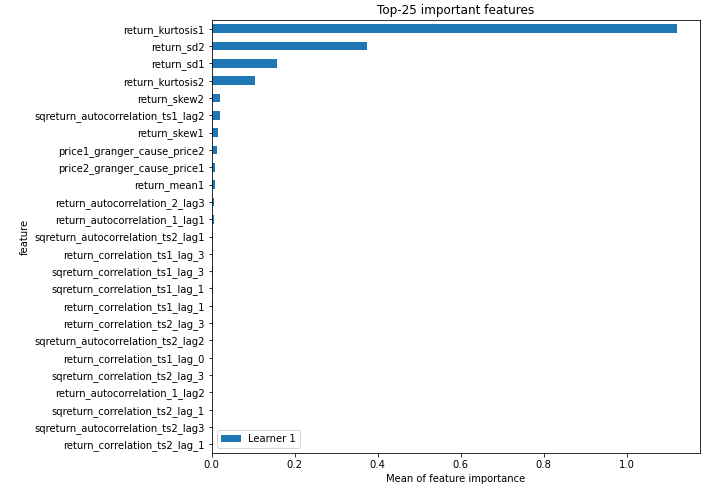 Top-25 important features
return_kurtosis1
return_sd2
return_sd1
return_kurtosis2
return_skew2
sqreturn_autocorrelation_ts1_lag2
return_skew1
price1_granger_cause_price2
price2_granger_cause_price1
return_mean1
return_autocorrelation_2_lag3
return_autocorrelation_1_lag1
sqreturn_autocorrelation_ts2_lag1
return_correlation_ts1_lag_3
sqreturn_correlation_ts1_lag_3
sqreturn_correlation_ts1_lag_1
return_correlation_ts1_lag_1
return_correlation_ts2_lag_3
sqreturn_autocorrelation_ts2_lag2
return_correlation_ts1_lag_0
sqreturn_correlation_ts2_lag_3
return_autocorrelation_1_lag2
sqreturn_correlation_ts2_lag_1
sqreturn_autocorrelation_ts2_lag3
return_correlation_ts2_lag_1
feature
Learner 1
0.0 0.2 0.4 0.6 0.8 1.0
Mean of feature importance